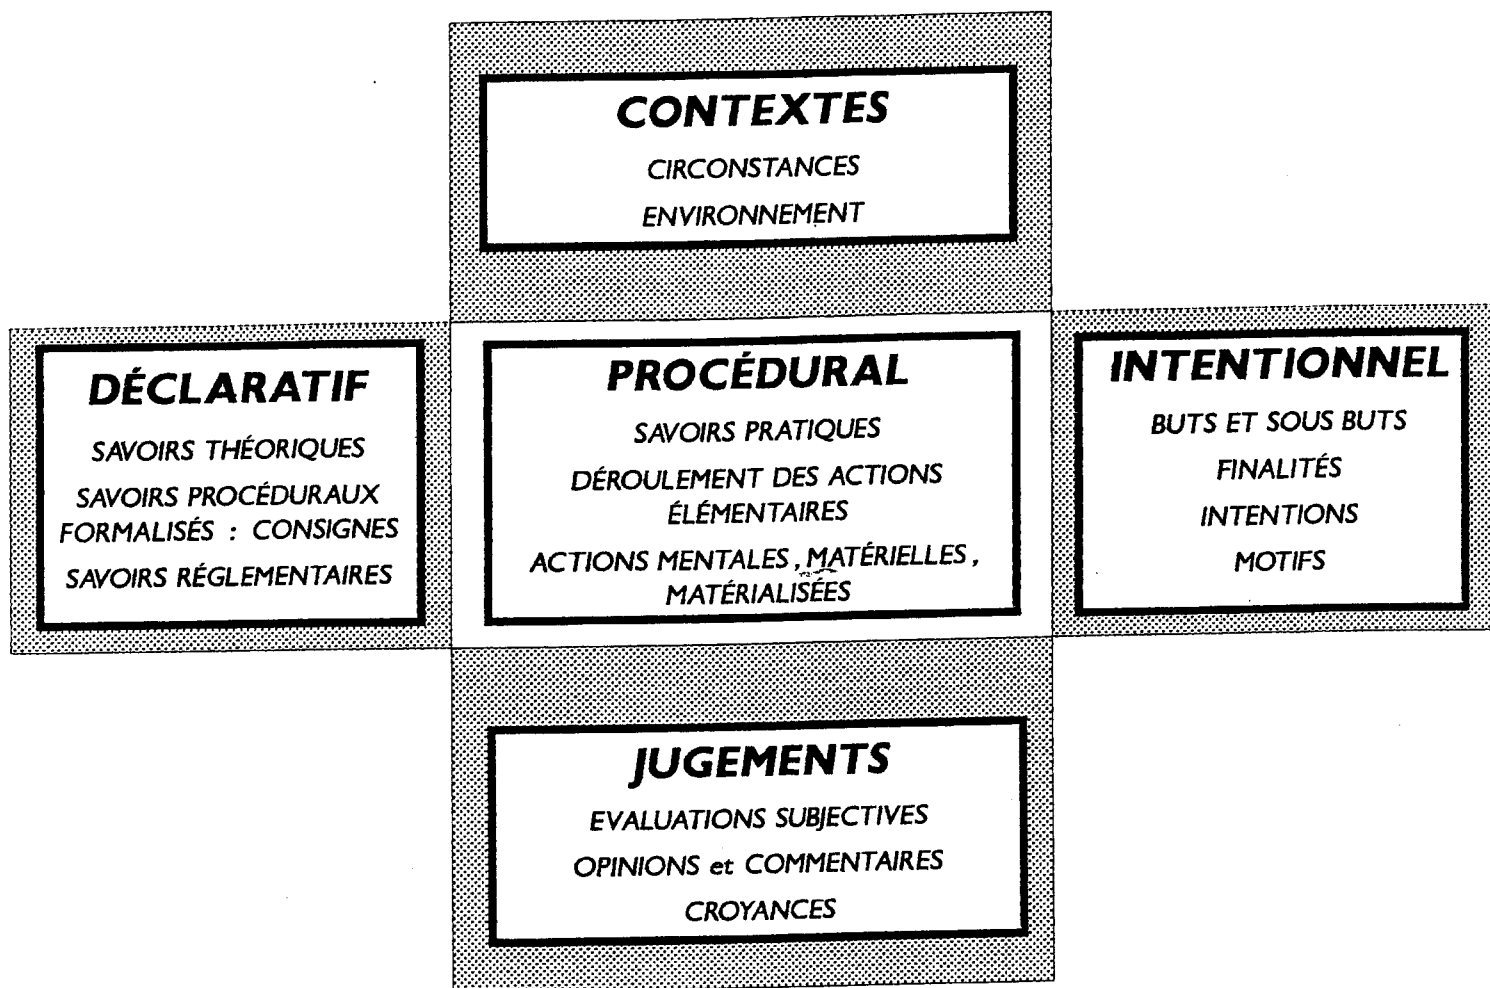 CONTEXTES
CIRCONSTANCES
ENVIRONNEMENT
DÉCLARATIF
SAVOIRS THÉORIQUES
SAVOIRS PROCÉDURAUX
FORMALISÉS : CONSIGNES
SAVOIRS RÉGLEMENTAIRES
PROCÉDURAL
SAVOIRS PRATIQUES
DÉROULEMENT DES ACTIONS
ÉLÉMENTAIRES
ACTIONS MENTALES, MATÉRIELLES,
MATÉRIALISÉES
INTENTIONNEL
BUTS ET SOUS BUTS
FINALITÉS
INTENTIONS
MOTIFS
JUGEMENTS
EVALUATIONS SUBJECTIVES
OPINIONS et COMMENTAIRES
CROYANCES